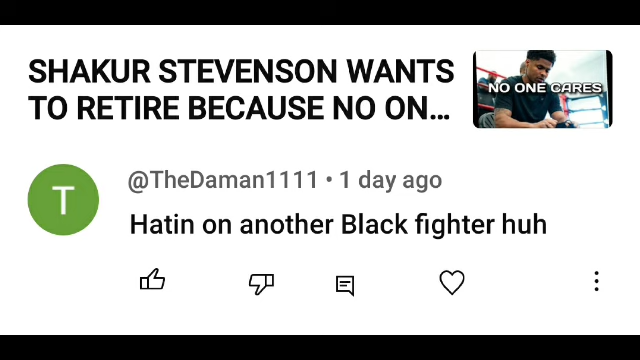 SHAKUR STEVENSON WANTS
TO RETIRE BECAUSE NO ON...
NO ONE CARES
T
@TheDaman1111 • 1 day ago
Hatin on another Black fighter huh